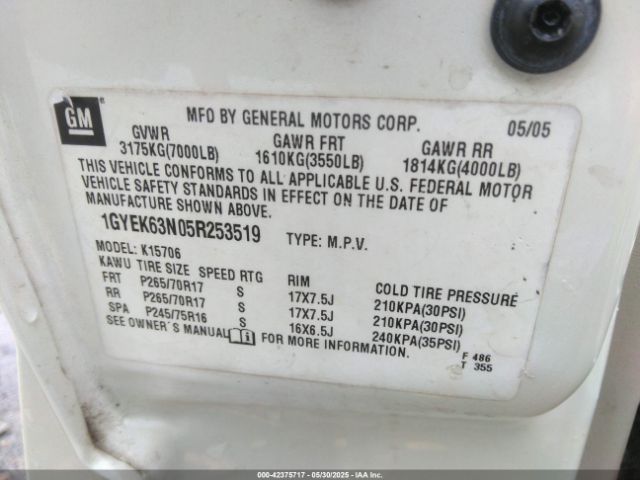 GM
MFD BY GENERAL MOTORS CORP. 05/05
GVWR GAWR FRT GAWR RR
3175KG(7000LB) 1610KG(3550LB) 1814KG(4000LB)
THIS VEHICLE CONFORMS TO ALL APPLICABLE U.S. FEDERAL MOTOR
VEHICLE SAFETY STANDARDS IN EFFECT ON THE DATE OF
MANUFACTURE SHOWN ABOVE.
1GYEK63N05R253519 TYPE: M.P.V.
MODEL: K15706
KAWU TIRE SIZE SPEED RTG RIM COLD TIRE PRESSURE
FRT P265/70R17 S 17X7.5J 210KPA(30PSI)
RR P265/70R17 S 17X7.5J 210KPA(30PSI)
SPA P245/75R16 S 16X6.5J 240KPA(35PSI)
SEE OWNER'S MANUAL FOR MORE INFORMATION.
F 486
T 355
000-42375717 - 05/30/2025 - IAA Inc.